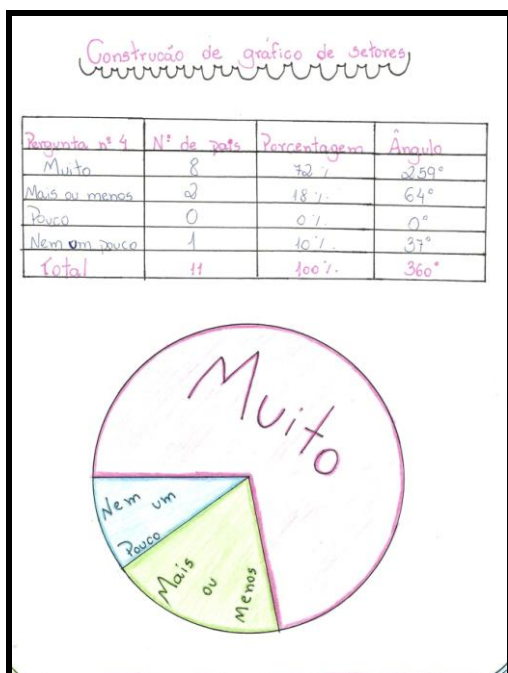 Construcão de gráfico de setores
Pergunta nº 4 Nº de pais Porcentagem Ângulo
Muito 8 72 % 259°
Mais ou menos 2 18 % 64°
Pouco 0 0 % 0°
Nem um pouco 1 10 % 37°
Total 11 100 % 360°
Muito
Nem um
Pouco
Mais
ou
Menos